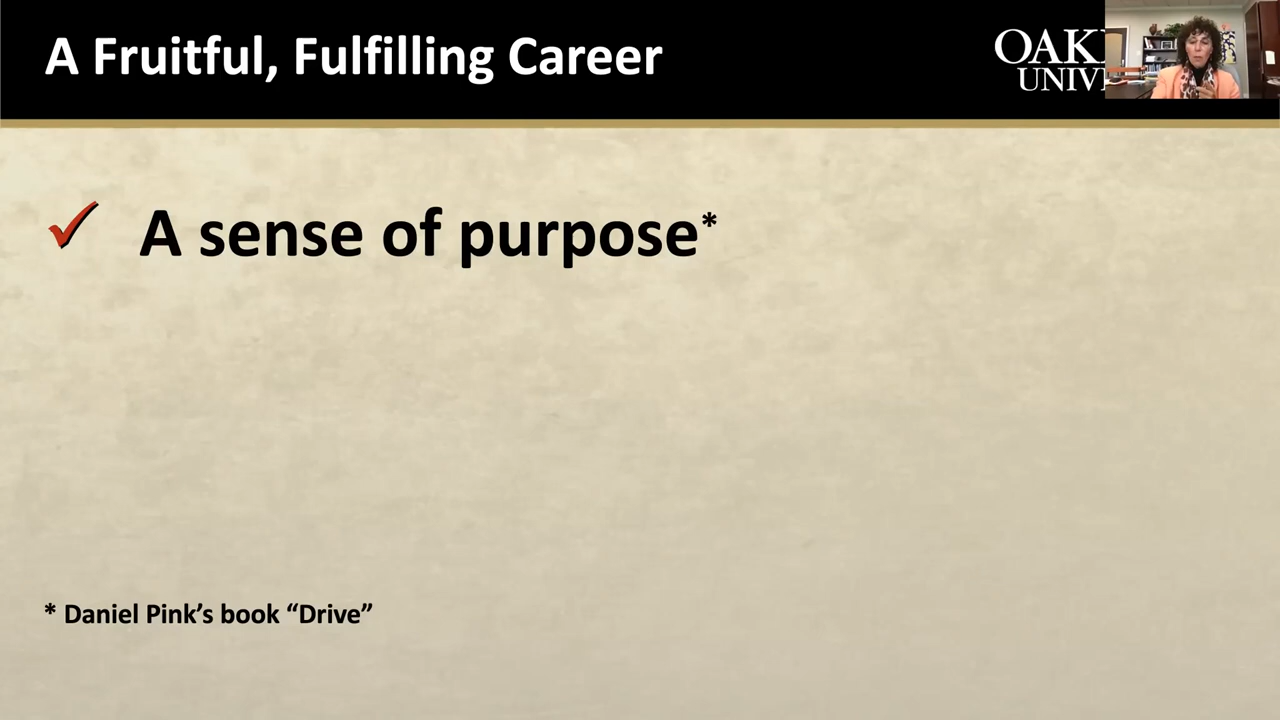 A Fruitful, Fulfilling Career
A sense of purpose*
* Daniel Pink’s book “Drive”